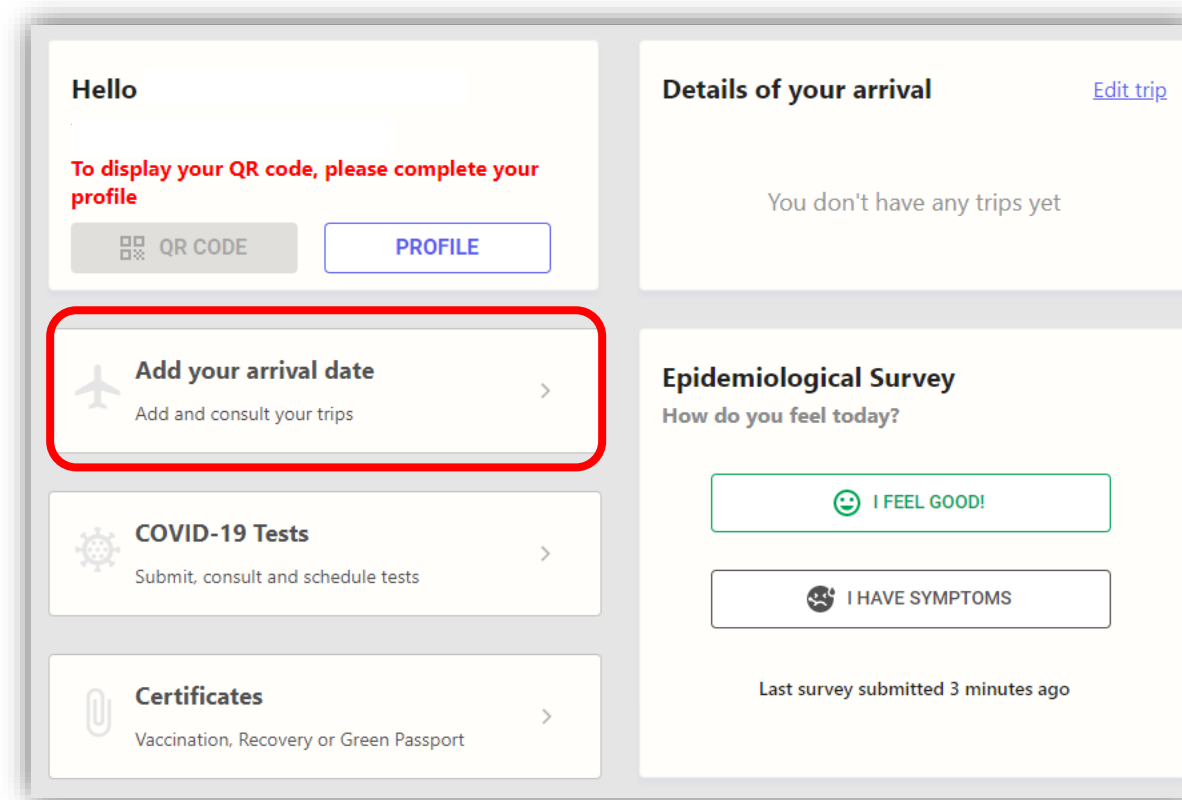 Hello
To display your QR code, please complete your
profile
QR CODE
PROFILE
Add your arrival date
Add and consult your trips
COVID-19 Tests
Submit, consult and schedule tests
Certificates
Vaccination, Recovery or Green Passport
Details of your arrival
Edit trip
You don't have any trips yet
Epidemiological Survey
How do you feel today?
I FEEL GOOD!
I HAVE SYMPTOMS
Last survey submitted 3 minutes ago